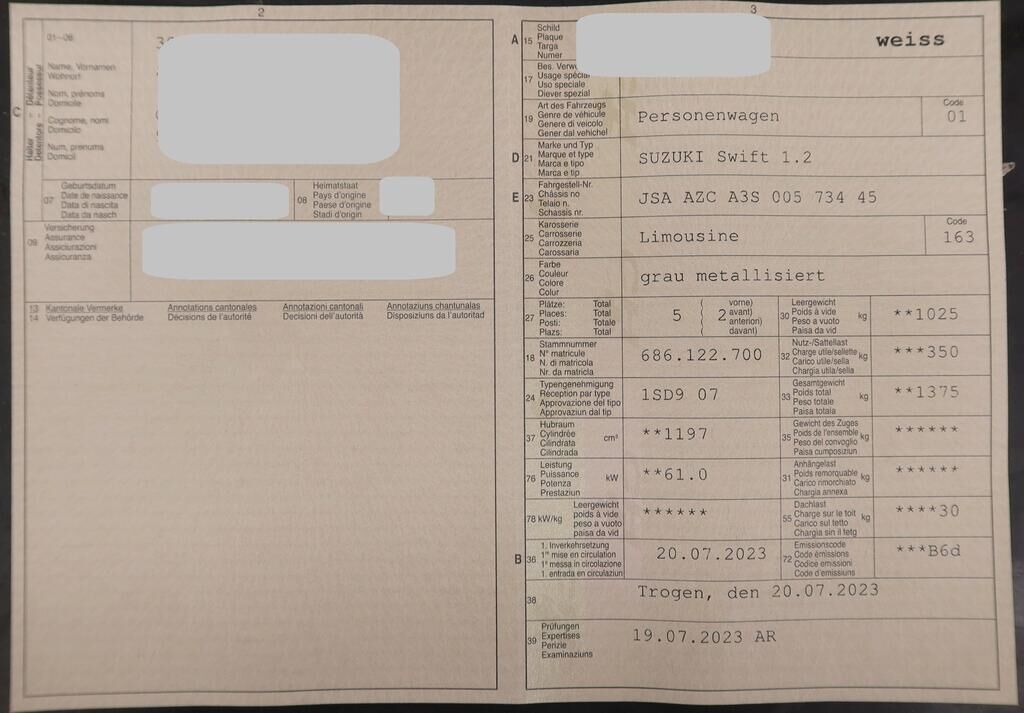 2
01–06
Halter - Détenteur
Detentore - Possessur
C
Name, Vornamen
Wohnort
Nom, prénoms
Domicile
Cognome, nomi
Domicilio
Num, prenums
Domicil
07
Geburtsdatum
Date de naissance
Data di nascita
Data da nasch
08
Heimatstaat
Pays d'origine
Paese d'origine
Stadi d'origin
09
Versicherung
Assurance
Assicurazioni
Assicuranza
13 Kantonale Vermerke Annotations cantonales Annotazioni cantonali Annotaziuns chantunalas
14 Verfügungen der Behörde Décisions de l'autorité Decisioni dell'autorità Disposiziuns da l'autoritad
3
A 15
Schild
Plaque
Targa
Numer
weiss
17
Bes. Verw
Usage spécial
Uso speciale
Diever spezial
19
Art des Fahrzeugs
Genre de véhicule
Genere di veicolo
Gener dal vehichel
Personenwagen
Code
01
D 21
Marke und Typ
Marque et type
Marca e tipo
Marca e tip
SUZUKI Swift 1.2
E 23
Fahrgestell-Nr.
Châssis no
Telaio n.
Schassis nr.
JSA AZC A3S 005 734 45
25
Karosserie
Carrosserie
Carrozzeria
Carossaria
Limousine
Code
163
26
Farbe
Couleur
Colore
Colur
grau metallisiert
27
Plätze: Total
Places: Total
Posti: Totale
Plazs: Total
5
2
( vorne)
( avant)
( anteriori)
( davant)
30
Leergewicht
Poids à vide
Peso a vuoto
Paisa da vid
kg
**1025
18
Stammnummer
N° matricule
N. di matricola
Nr. da matricla
686.122.700
32
Nutz-/Sattellast
Charge utile/sellette
Carico utile/sella
Chargia utila/sella
kg
***350
24
Typengenehmigung
Réception par type
Approvazione del tipo
Approvaziun dal tip
1SD9 07
33
Gesamtgewicht
Poids total
Peso totale
Paisa totala
kg
**1375
37
Hubraum
Cylindrée
Cilindrata
Cilindrada
cm³
**1197
35
Gewicht des Zuges
Poids de l'ensemble
Peso del convoglio
Paisa cumposiziun
kg
******
76
Leistung
Puissance
Potenza
Prestaziun
kW
**61.0
31
Anhängelast
Poids remorquable
Carico rimorchiato
Chargia annexa
kg
******
78 kW/kg
Leergewicht
poids à vide
peso a vuoto
paisa da vid
******
55
Dachlast
Charge sur le toit
Carico sul tetto
Chargia sin il tetg
kg
****30
B 36
1. Inverkehrsetzung
1re mise en circulation
1a messa in circolazione
1. entrada en circulaziun
20.07.2023
72
Emissionscode
Code émissions
Codice emissioni
Code d'emissiuns
***B6d
38
Trogen, den 20.07.2023
39
Prüfungen
Expertises
Perizie
Examinaziuns
19.07.2023 AR